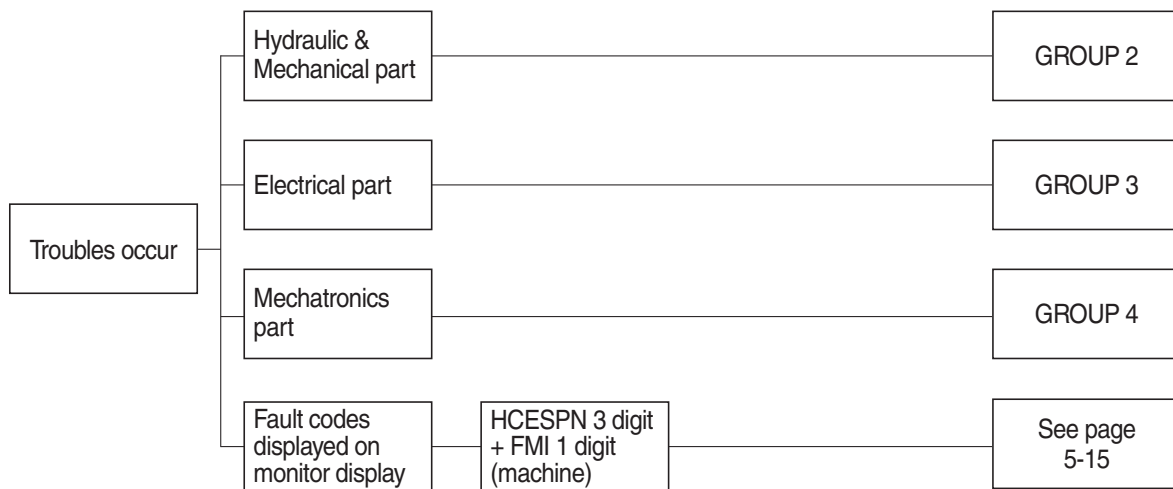 Troubles occur
Hydraulic &
Mechanical part
GROUP 2
Electrical part
GROUP 3
Mechatronics
part
GROUP 4
Fault codes
displayed on
monitor display
HCESPN 3 digit
+ FMI 1 digit
(machine)
See page
5-15